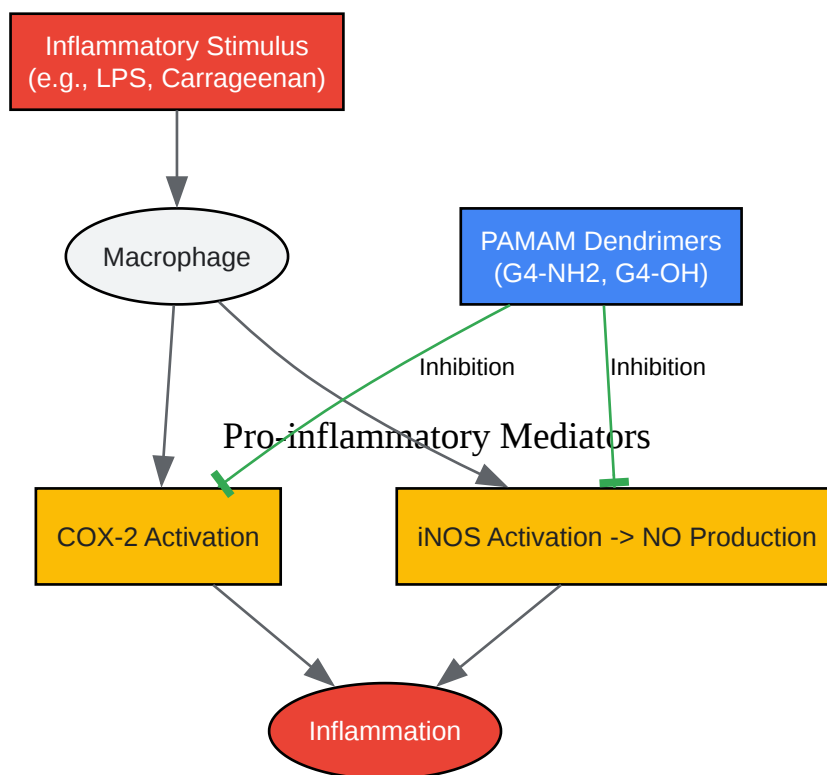 Inflammatory Stimulus
(e.g., LPS, Carrageenan)
Macrophage
PAMAM Dendrimers
(G4-NH2, G4-OH)
Inhibition
Inhibition
Pro-inflammatory Mediators
COX-2 Activation
iNOS Activation -> NO Production
Inflammation